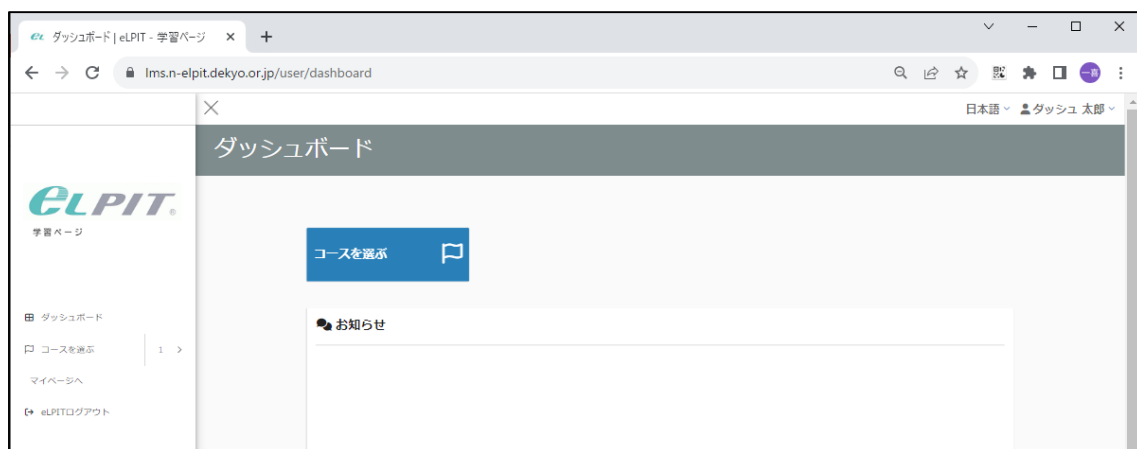 ダッシュボード | eLPIT - 学習ページ
lms.n-elpit.dekyo.or.jp/user/dashboard
一喜
日本語
ダッシュ 太郎
ダッシュボード
eLPIT®
学習ページ
コースを選ぶ
お知らせ
ダッシュボード
コースを選ぶ 1
マイページへ
eLPITログアウト